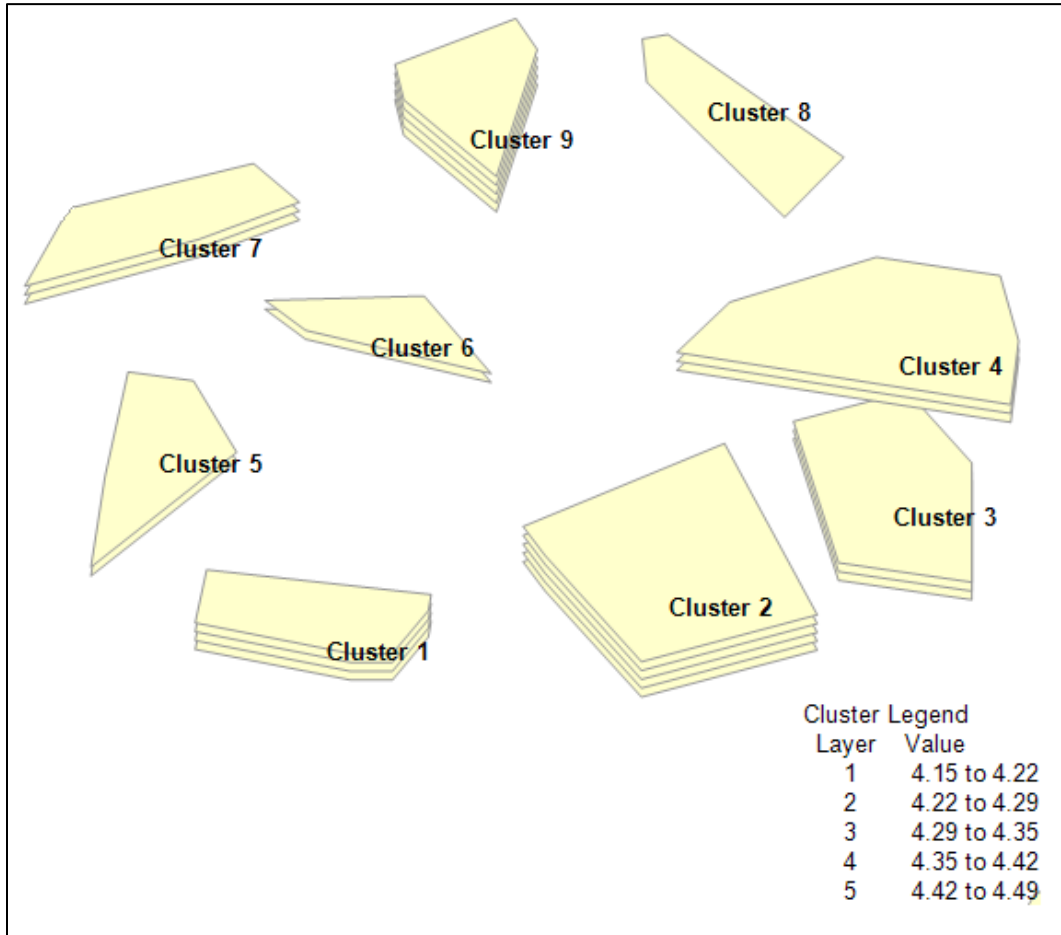 Cluster 8
Cluster 9
Cluster 7
Cluster 6
Cluster 4
Cluster 5
Cluster 3
Cluster 2
Cluster 1
Cluster Legend
Layer Value
1 4.15 to 4.22
2 4.22 to 4.29
3 4.29 to 4.35
4 4.35 to 4.42
5 4.42 to 4.49